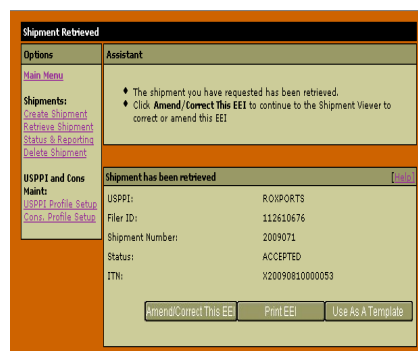 Shipment Retrieved
Options
Main Menu
Shipments:
Create Shipment
Retrieve Shipment
Status & Reporting
Delete Shipment
USPPI and Cons
Maint:
USPPI Profile Setup
Cons. Profile Setup
Assistant
The shipment you have requested has been retrieved.
Click Amend/Correct This EEI to continue to the Shipment Viewer to
correct or amend this EEI
Shipment has been retrieved [Help]
USPPI: ROXPORTS
Filer ID: 112610676
Shipment Number: 2009071
Status: ACCEPTED
ITN: X20090810000053
Amend/Correct This EEI Print EEI Use As A Template